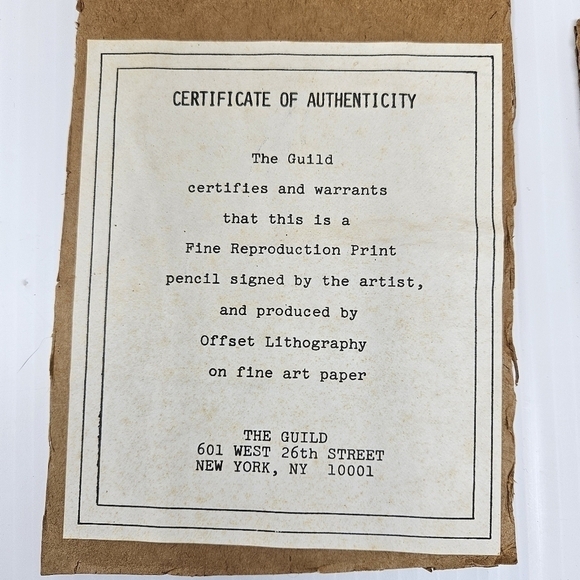 CERTIFICATE OF AUTHENTICITY
The Guild
certifies and warrants
that this is a
Fine Reproduction Print
pencil signed by the artist,
and produced by
Offset Lithography
on fine art paper
THE GUILD
601 WEST 26th STREET
NEW YORK, NY 10001